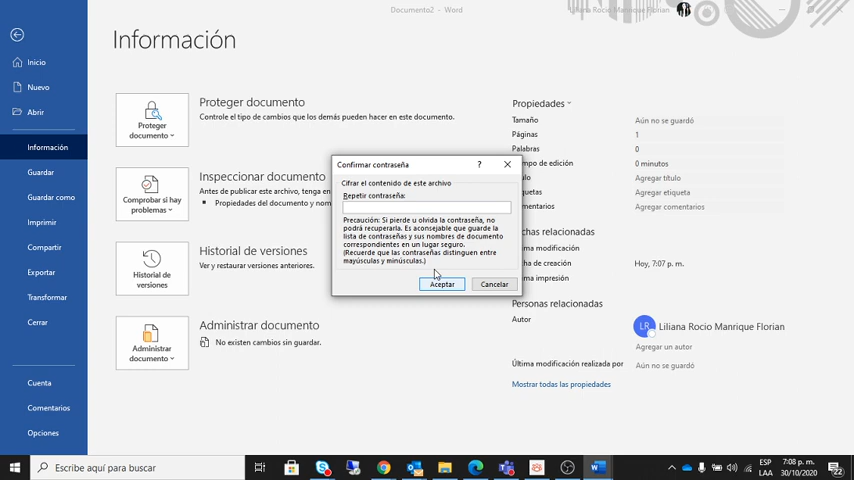 Documento2 - Word
Liliana Rocio Manrique Florian
Información
Inicio
Nuevo
Abrir
Información
Guardar
Guardar como
Imprimir
Compartir
Exportar
Transformar
Cerrar
Cuenta
Comentarios
Opciones
Proteger documento
Proteger documento
Controle el tipo de cambios que los demás pueden hacer en este documento.
Comprobar si hay problemas
Inspeccionar documento
Antes de publicar este archivo, tenga en
Propiedades del documento y nom
Historial de versiones
Historial de versiones
Ver y restaurar versiones anteriores.
Administrar documento
Administrar documento
No existen cambios sin guardar.
Confirmar contraseña
?
Cifrar el contenido de este archivo
Repetir contraseña:
Precaución: Si pierde u olvida la contraseña, no
podrá recuperarla. Es aconsejable que guarde la
lista de contraseñas y sus nombres de documento
correspondientes en un lugar seguro.
(Recuerde que las contraseñas distinguen entre
mayúsculas y minúsculas.)
Aceptar
Cancelar
Propiedades
Tamaño Aún no se guardó
Páginas 1
Palabras 0
po de edición 0 minutos
Agregar título
quetas Agregar etiqueta
mentarios Agregar comentarios
chas relacionadas
ima modificación
cha de creación Hoy, 7:07 p. m.
ima impresión
Personas relacionadas
Autor
LR Liliana Rocio Manrique Florian
Agregar un autor
Última modificación realizada por Aún no se guardó
Mostrar todas las propiedades
Escribe aquí para buscar
ESP
LAA
7:08 p. m.
30/10/2020
22